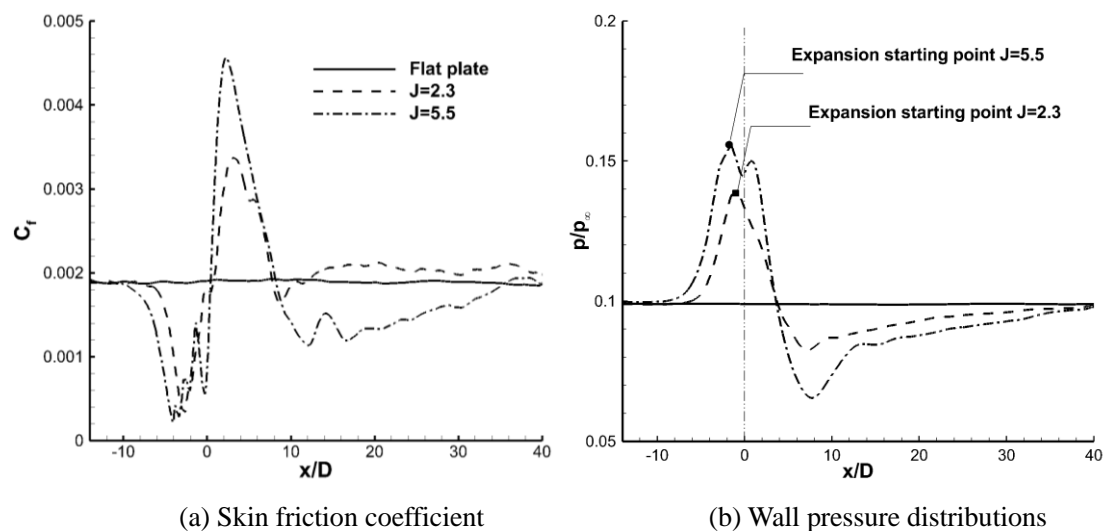 0.005
0.004
0.003
0.002
0.001
0
C_f
-10 0 10 20 30 40
x/D
Flat plate
J=2.3
J=5.5
(a) Skin friction coefficient
0.2
0.15
0.1
0.05
p/p∞
-10 0 10 20 30 40
x/D
Expansion starting point J=5.5
Expansion starting point J=2.3
(b) Wall pressure distributions